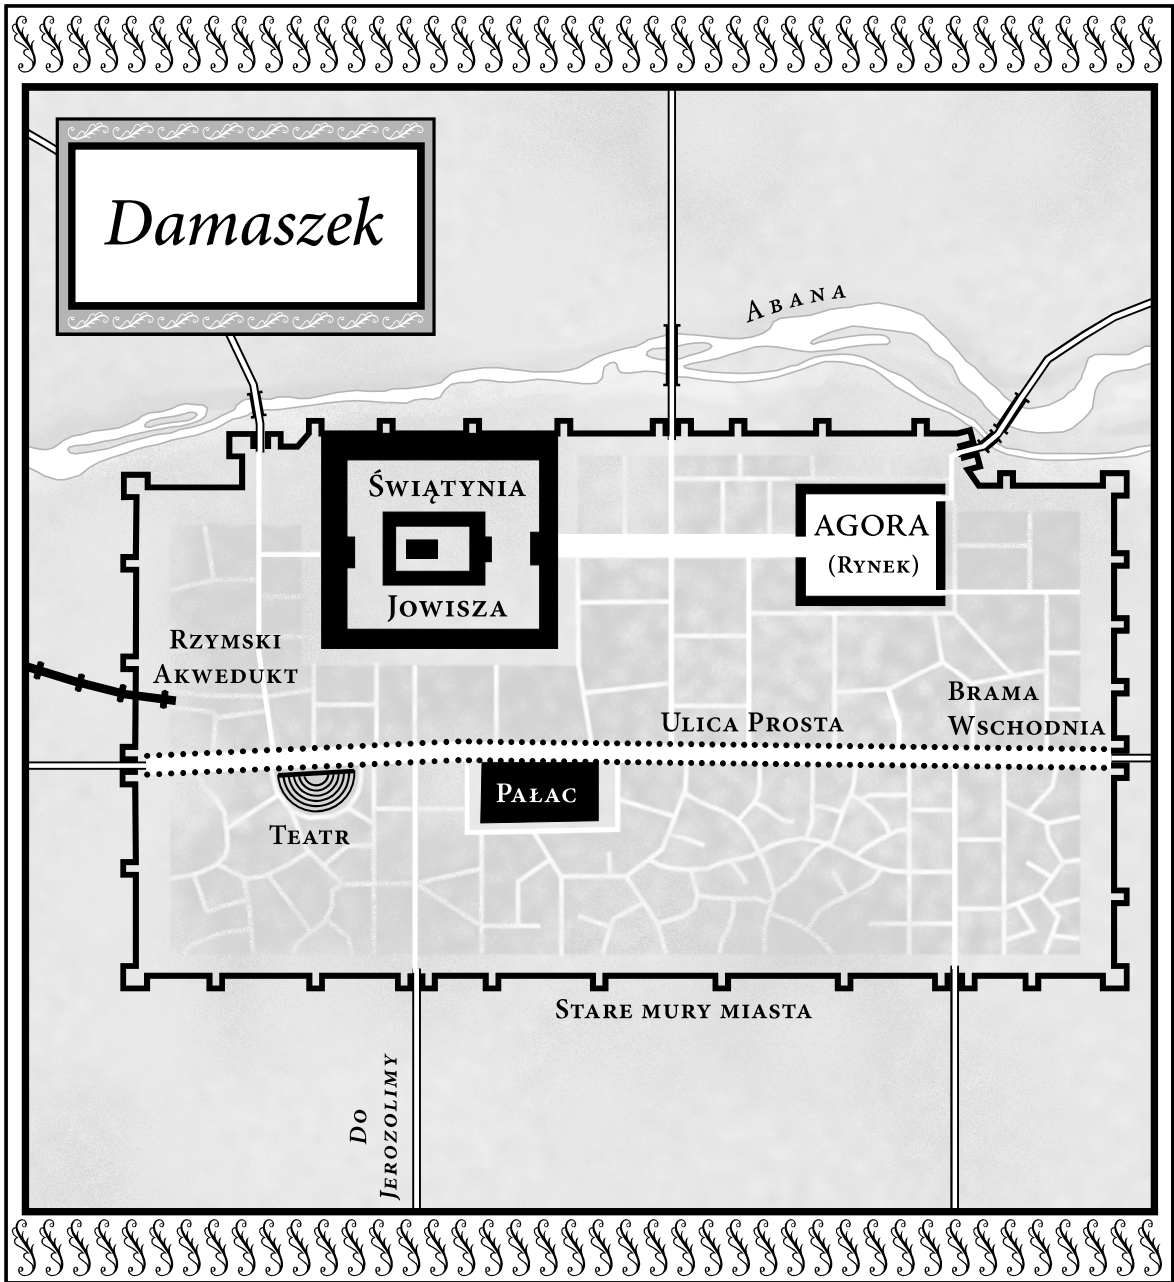 Damaszek
Abana
Świątynia
Jowisza
AGORA
(Rynek)
Rzymski
Akwedukt
Brama
Wschodnia
Ulica Prosta
Pałac
Teatr
Stare mury miasta
Do
Jerozolimy